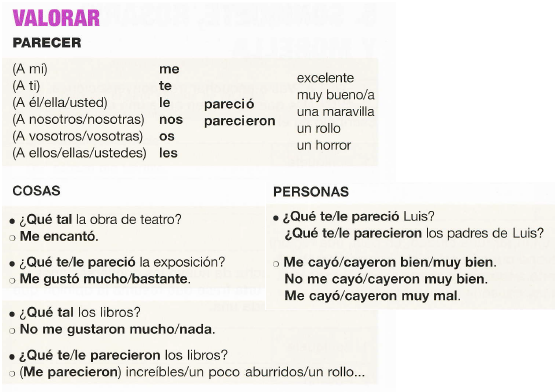 VALORAR
PARECER
(A mí) me
(A ti) te
(A él/ella/usted) le
(A nosotros/nosotras) nos
(A vosotros/vosotras) os
(A ellos/ellas/ustedes) les
pareció
parecieron
excelente
muy bueno/a
una maravilla
un rollo
un horror
COSAS
● ¿Qué tal la obra de teatro?
○ Me encantó.
● ¿Qué te/le pareció la exposición?
○ Me gustó mucho/bastante.
● ¿Qué tal los libros?
○ No me gustaron mucho/nada.
● ¿Qué te/le parecieron los libros?
○ (Me parecieron) increíbles/un poco aburridos/un rollo...
PERSONAS
● ¿Qué te/le pareció Luis?
¿Qué te/le parecieron los padres de Luis?
○ Me cayó/cayeron bien/muy bien.
No me cayó/cayeron muy bien.
Me cayó/cayeron muy mal.